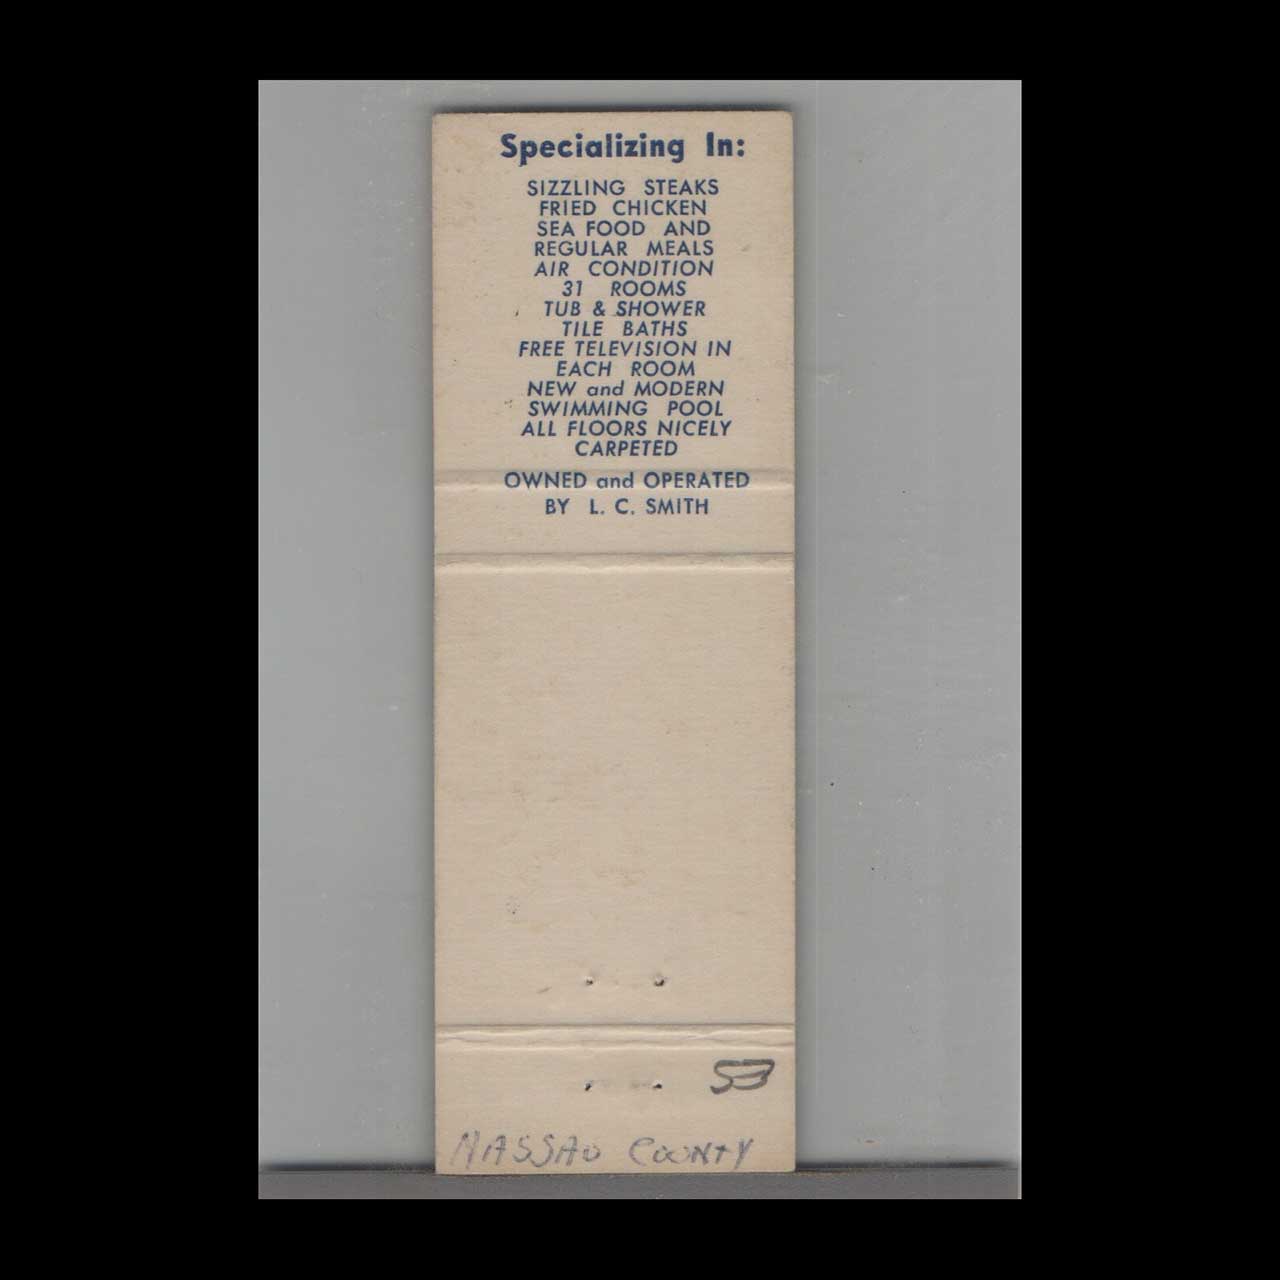 Specializing In:
SIZZLING STEAKS
FRIED CHICKEN
SEA FOOD AND
REGULAR MEALS
AIR CONDITION
31 ROOMS
TUB & SHOWER
TILE BATHS
FREE TELEVISION IN
EACH ROOM
NEW and MODERN
SWIMMING POOL
ALL FLOORS NICELY
CARPETED
OWNED and OPERATED
BY L. C. SMITH
53
NASSAU COUNTY